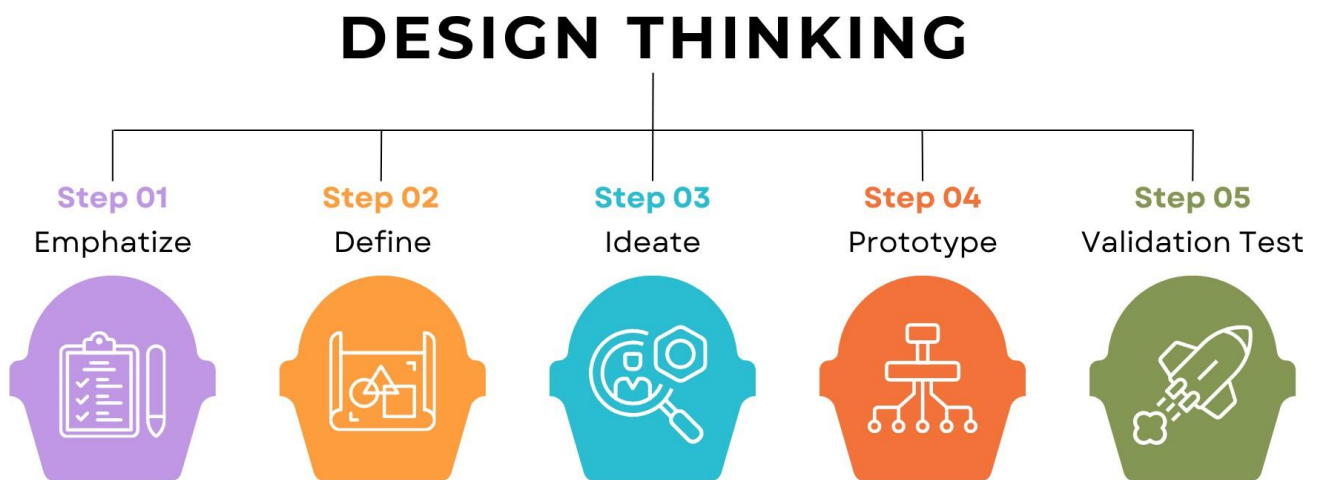 DESIGN THINKING
Step 01
Emphatize
Step 02
Define
Step 03
Ideate
Step 04
Prototype
Step 05
Validation Test